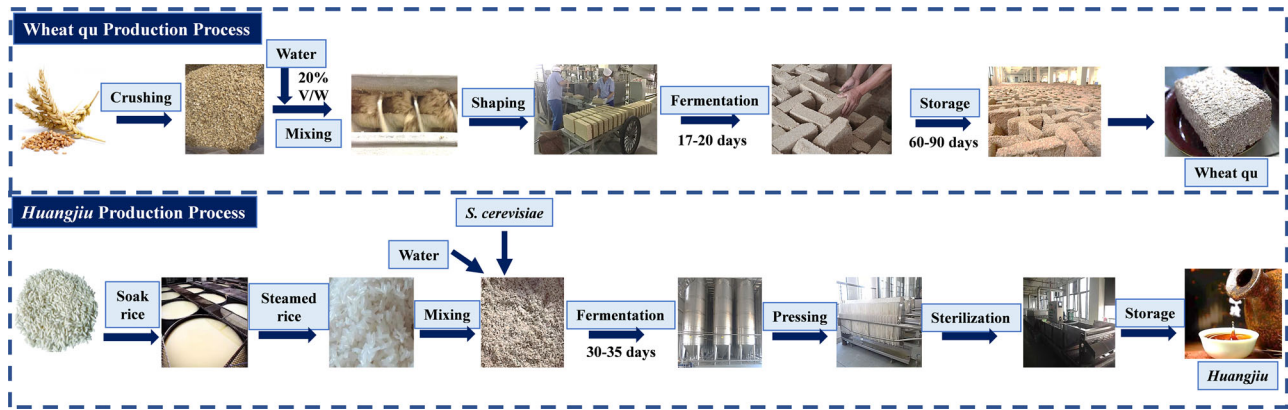 Wheat qu Production Process
Water
Crushing
20%
V/W
Mixing
Shaping
Fermentation
17-20 days
Storage
60-90 days
Wheat qu
Huangjiu Production Process
S. cerevisiae
Water
Soak
rice
Steamed
rice
Mixing
Fermentation
30-35 days
Pressing
Sterilization
Storage
Huangjiu